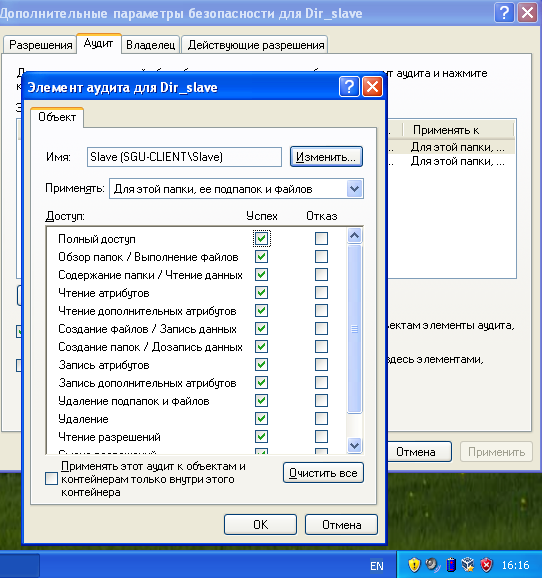 Дополнительные параметры безопасности для Dir_slave
Разрешения Аудит Владелец Действующие разрешения
аудита и нажмите
Применять к
Для этой папки, ...
Для этой папки, ...
элементы аудита,
здесь элементами,
Отмена Применить
Элемент аудита для Dir_slave
Объект
Имя: Slave (SGU-CLIENT\Slave) Изменить...
Применять: Для этой папки, ее подпапок и файлов
Доступ: Успех Отказ
Полный доступ
Обзор папок / Выполнение файлов
Содержание папки / Чтение данных
Чтение атрибутов
Чтение дополнительных атрибутов
Создание файлов / Запись данных
Создание папок / Дозапись данных
Запись атрибутов
Запись дополнительных атрибутов
Удаление подпапок и файлов
Удаление
Чтение разрешений
Применять этот аудит к объектам и
контейнерам только внутри этого
контейнера
Очистить все
OK Отмена
EN 16:16